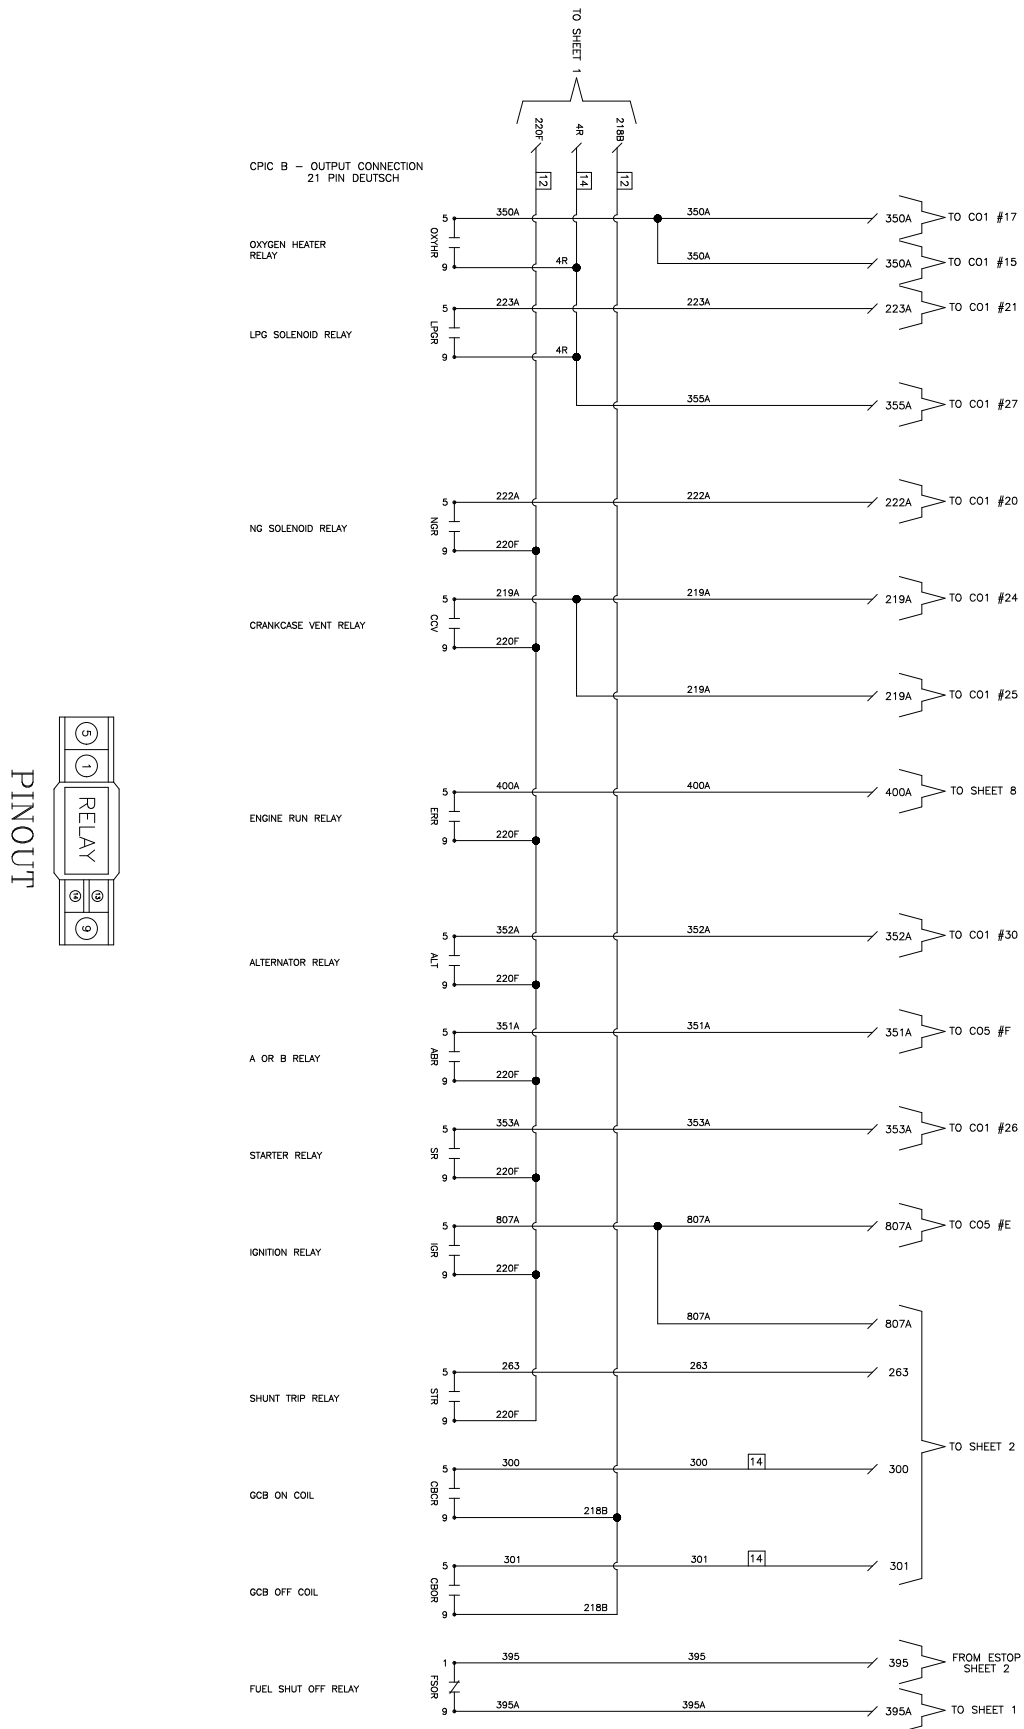 TO SHEET 1
220F
4R
218B
CPIC B - OUTPUT CONNECTION
21 PIN DEUTSCH
12
14
12
OXYGEN HEATER
RELAY
OXYHR
5
350A
350A
350A
TO CO1 #17
350A
350A
TO CO1 #15
9
4R
LPG SOLENOID RELAY
LPGR
5
223A
223A
223A
TO CO1 #21
9
4R
355A
355A
TO CO1 #27
NG SOLENOID RELAY
NGR
5
222A
222A
222A
TO CO1 #20
9
220F
CRANKCASE VENT RELAY
CCV
5
219A
219A
219A
TO CO1 #24
9
220F
219A
219A
TO CO1 #25
ENGINE RUN RELAY
ERR
5
400A
400A
400A
TO SHEET 8
9
220F
ALTERNATOR RELAY
ALT
5
352A
352A
352A
TO CO1 #30
9
220F
A OR B RELAY
ABR
5
351A
351A
351A
TO CO5 #F
9
220F
STARTER RELAY
SR
5
353A
353A
353A
TO CO1 #26
9
220F
IGNITION RELAY
IGR
5
807A
807A
807A
TO CO5 #E
9
220F
807A
807A
SHUNT TRIP RELAY
STR
5
263
263
263
9
220F
TO SHEET 2
GCB ON COIL
CBCR
5
300
300
14
300
9
218B
GCB OFF COIL
CBOR
5
301
301
14
301
9
218B
FUEL SHUT OFF RELAY
FSOR
1
395
395
395
FROM ESTOP
SHEET 2
9
395A
395A
395A
TO SHEET 1
5
1
RELAY
13
14
9
PINOUT